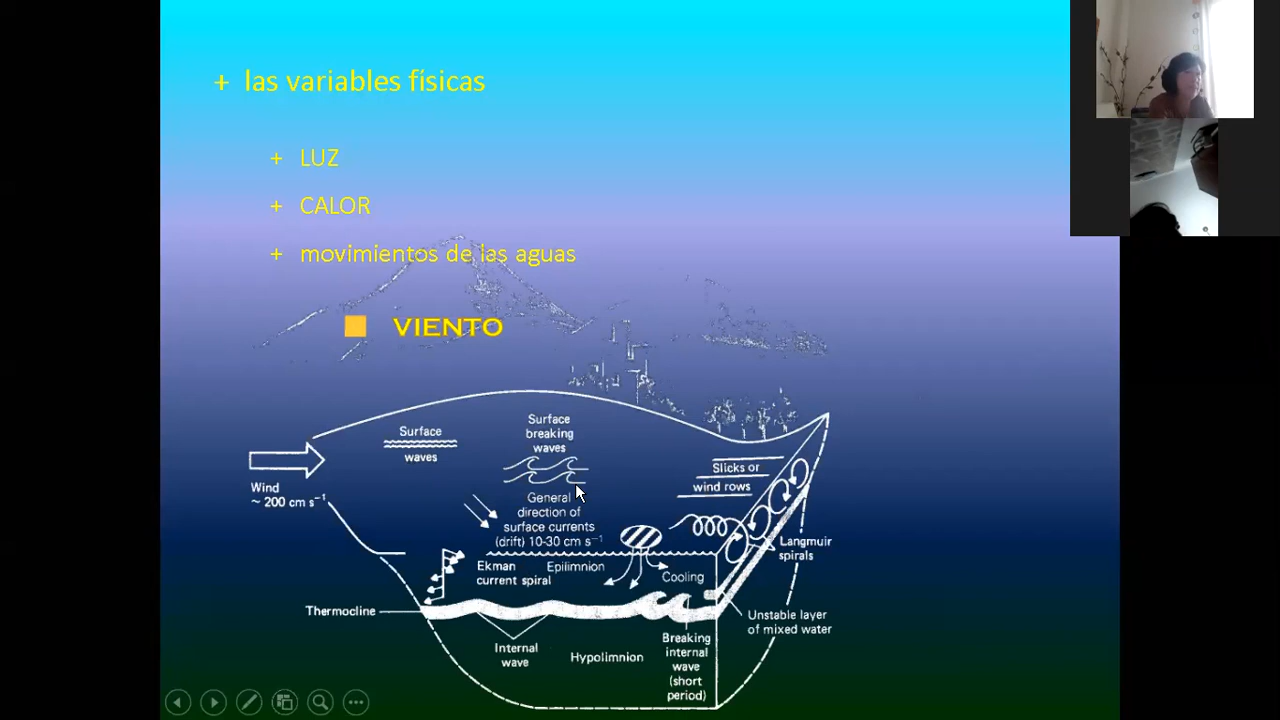 + las variables físicas
+ LUZ
+ CALOR
+ movimientos de las aguas
VIENTO
Surface
waves
Surface
breaking
waves
Wind
~ 200 cm s⁻¹
General
direction of
surface currents
(drift) 10-30 cm s⁻¹
Slicks or
wind rows
Langmuir
spirals
Ekman
current spiral
Epilimnion
Cooling
Thermocline
Unstable layer
of mixed water
Internal
wave
Hypolimnion
Breaking
internal
wave
(short
period)